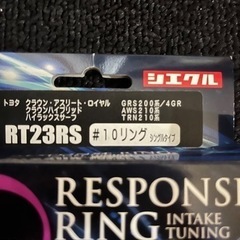 シエクル
トヨタ クラウン・アスリート・ロイヤル GRS200系/4GR
クラウンハイブリッド AWS210系
ハイラックスサーフ TRN210系
RT23RS #10リング シングルタイプ
RESPONSE
RING INTAKE
TUNING